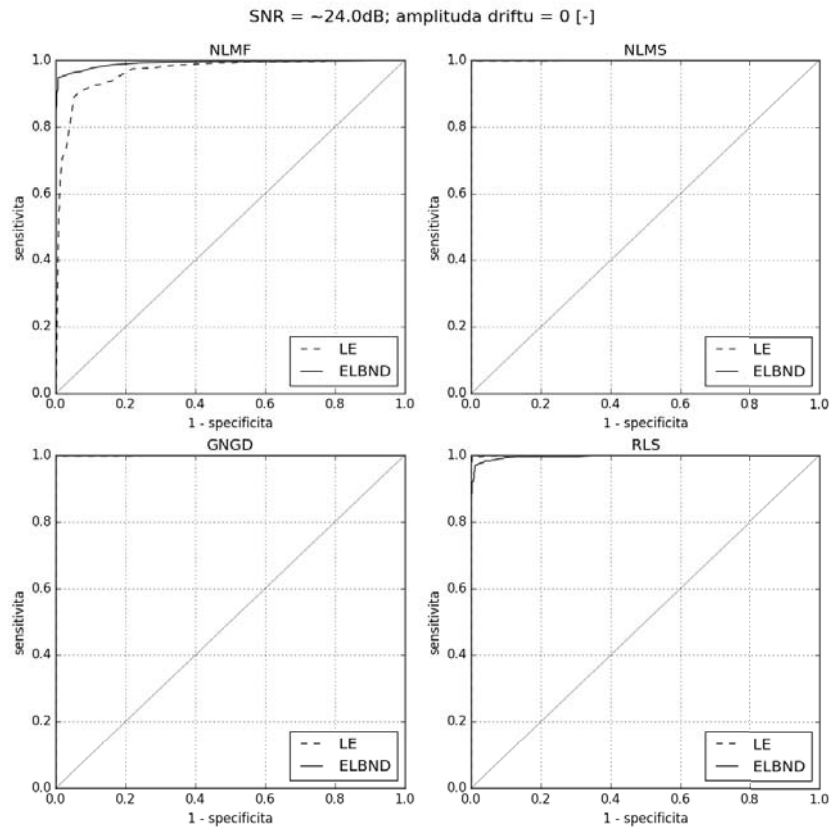 SNR = ~24.0dB; amplituda driftu = 0 [-]
NLMF
1.0
0.8
0.6
0.4
0.2
0.0
sensitivita
0.0 0.2 0.4 0.6 0.8 1.0
1 - specificita
LE
ELBND
NLMS
1.0
0.8
0.6
0.4
0.2
0.0
sensitivita
0.0 0.2 0.4 0.6 0.8 1.0
1 - specificita
LE
ELBND
GNGD
1.0
0.8
0.6
0.4
0.2
0.0
sensitivita
0.0 0.2 0.4 0.6 0.8 1.0
1 - specificita
LE
ELBND
RLS
1.0
0.8
0.6
0.4
0.2
0.0
sensitivita
0.0 0.2 0.4 0.6 0.8 1.0
1 - specificita
LE
ELBND